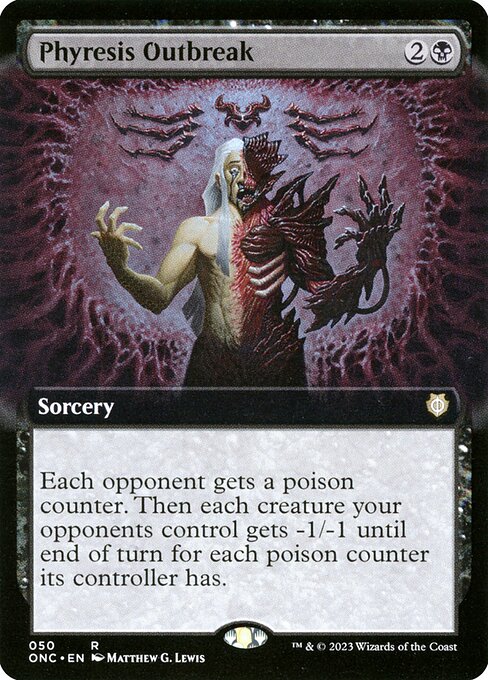 Phyresis Outbreak 2
Sorcery
Each opponent gets a poison
counter. Then each creature your
opponents control gets -1/-1 until
end of turn for each poison counter
its controller has.
050 R
ONC • EN Matthew G. Lewis ™ & © 2023 Wizards of the Coast